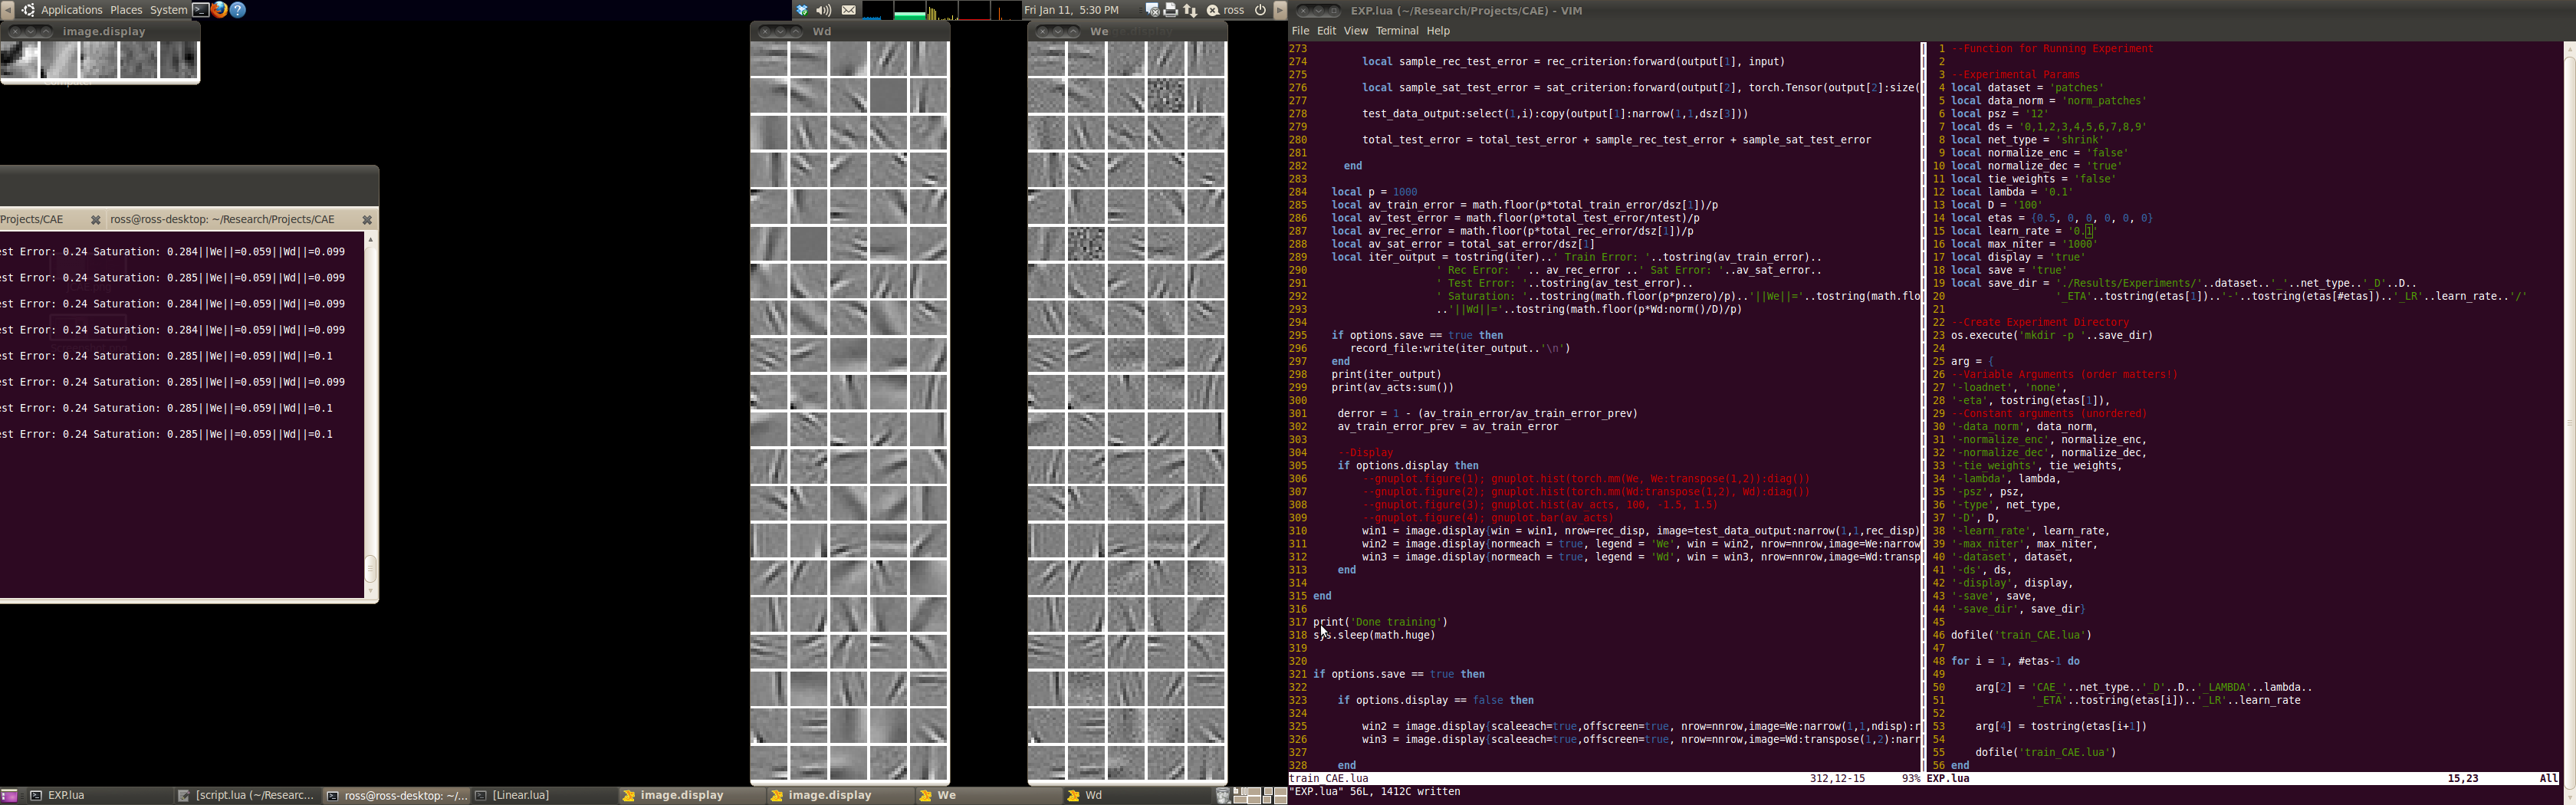 Applications Places System
Fri Jan 11, 5:30 PM
ross
image.display
Wd
We
Projects/CAE
ross@ross-desktop: ~/Research/Projects/CAE
est Error: 0.24 Saturation: 0.284||We||=0.059||Wd||=0.099
est Error: 0.24 Saturation: 0.285||We||=0.059||Wd||=0.099
est Error: 0.24 Saturation: 0.284||We||=0.059||Wd||=0.099
est Error: 0.24 Saturation: 0.284||We||=0.059||Wd||=0.099
est Error: 0.24 Saturation: 0.285||We||=0.059||Wd||=0.1
est Error: 0.24 Saturation: 0.285||We||=0.059||Wd||=0.099
est Error: 0.24 Saturation: 0.285||We||=0.059||Wd||=0.1
est Error: 0.24 Saturation: 0.285||We||=0.059||Wd||=0.1
EXP.lua (~/Research/Projects/CAE) - VIM
File Edit View Terminal Help
273
274 local sample_rec_test_error = rec_criterion:forward(output[1], input)
275
276 local sample_sat_test_error = sat_criterion:forward(output[2], torch.Tensor(output[2]:size(
277
278 test_data_output:select(1,i):copy(output[1]:narrow(1,1,dsz[3]))
279
280 total_test_error = total_test_error + sample_rec_test_error + sample_sat_test_error
281
282 end
283
284 local p = 1000
285 local av_train_error = math.floor(p*total_train_error/dsz[1])/p
286 local av_test_error = math.floor(p*total_test_error/ntest)/p
287 local av_rec_error = math.floor(p*total_rec_error/dsz[1])/p
288 local av_sat_error = total_sat_error/dsz[1]
289 local iter_output = tostring(iter)..' Train Error: '..tostring(av_train_error)..
290 ' Rec Error: ' .. av_rec_error ..' Sat Error: '..av_sat_error..
291 ' Test Error: '..tostring(av_test_error)..
292 ' Saturation: '..tostring(math.floor(p*pnzero)/p)..'||We||='..tostring(math.flo
293 ..'||Wd||='..tostring(math.floor(p*Wd:norm()/D)/p)
294
295 if options.save == true then
296 record_file:write(iter_output..'\n')
297 end
298 print(iter_output)
299 print(av_acts:sum())
300
301 derror = 1 - (av_train_error/av_train_error_prev)
302 av_train_error_prev = av_train_error
303
304 --Display
305 if options.display then
306 --gnuplot.figure(1); gnuplot.hist(torch.mm(We, We:transpose(1,2)):diag())
307 --gnuplot.figure(2); gnuplot.hist(torch.mm(Wd:transpose(1,2), Wd):diag())
308 --gnuplot.figure(3); gnuplot.hist(av_acts, 100, -1.5, 1.5)
309 --gnuplot.figure(4); gnuplot.bar(av_acts)
310 win1 = image.display{win = win1, nrow=rec_disp, image=test_data_output:narrow(1,1,rec_disp)
311 win2 = image.display{normeach = true, legend = 'We', win = win2, nrow=nnrow,image=We:narrow
312 win3 = image.display{normeach = true, legend = 'Wd', win = win3, nrow=nnrow,image=Wd:transp
313 end
314
315 end
316
317 print('Done training')
318 sys.sleep(math.huge)
319
320
321 if options.save == true then
322
323 if options.display == false then
324
325 win2 = image.display{scaleeach=true,offscreen=true, nrow=nnrow,image=We:narrow(1,1,ndisp):r
326 win3 = image.display{scaleeach=true,offscreen=true, nrow=nnrow,image=Wd:transpose(1,2):narr
327
328 end
train_CAE.lua 312,12-15 93%
1 --Function for Running Experiment
2
3 --Experimental Params
4 local dataset = 'patches'
5 local data_norm = 'norm_patches'
6 local psz = '12'
7 local ds = '0,1,2,3,4,5,6,7,8,9'
8 local net_type = 'shrink'
9 local normalize_enc = 'false'
10 local normalize_dec = 'true'
11 local tie_weights = 'false'
12 local lambda = '0.1'
13 local D = '100'
14 local etas = {0.5, 0, 0, 0, 0, 0}
15 local learn_rate = '0.1'
16 local max_niter = '1000'
17 local display = 'true'
18 local save = 'true'
19 local save_dir = './Results/Experiments/'..dataset..'_'..net_type..'_D'..D..
20 '_ETA'..tostring(etas[1])..'-'..tostring(etas[#etas])..'_LR'..learn_rate..'/'
21
22 --Create Experiment Directory
23 os.execute('mkdir -p '..save_dir)
24
25 arg = {
26 --Variable Arguments (order matters!)
27 '-loadnet', 'none',
28 '-eta', tostring(etas[1]),
29 --Constant arguments (unordered)
30 '-data_norm', data_norm,
31 '-normalize_enc', normalize_enc,
32 '-normalize_dec', normalize_dec,
33 '-tie_weights', tie_weights,
34 '-lambda', lambda,
35 '-psz', psz,
36 '-type', net_type,
37 '-D', D,
38 '-learn_rate', learn_rate,
39 '-max_niter', max_niter,
40 '-dataset', dataset,
41 '-ds', ds,
42 '-display', display,
43 '-save', save,
44 '-save_dir', save_dir}
45
46 dofile('train_CAE.lua')
47
48 for i = 1, #etas-1 do
49
50 arg[2] = 'CAE_'..net_type..'_D'..D..'_LAMBDA'..lambda..
51 '_ETA'..tostring(etas[i])..'_LR'..learn_rate
52
53 arg[4] = tostring(etas[i+1])
54
55 dofile('train_CAE.lua')
56 end
EXP.lua 15,23 All
"EXP.lua" 56L, 1412C written
EXP.lua
[script.lua (~/Researc...
ross@ross-desktop: ~/...
[Linear.lua]
image.display
image.display
We
Wd